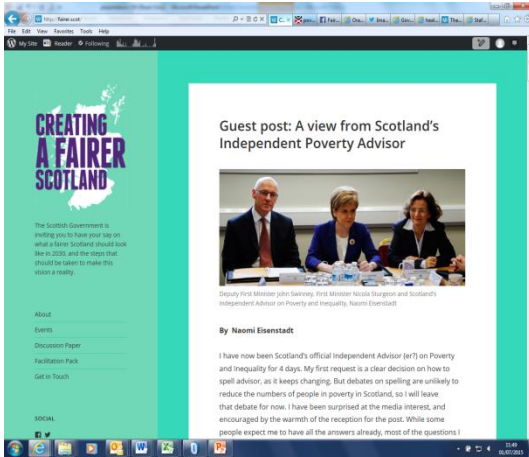 http://fairer.scot
File Edit View Favorites Tools Help
My Site Reader Following
CREATING
A FAIRER
SCOTLAND
The Scottish Government is
inviting you to have your say on
what a fairer Scotland should look
like in 2030, and the steps that
should be taken to make this
vision a reality.
About
Events
Discussion Paper
Facilitation Pack
Get in Touch
SOCIAL
Guest post: A view from Scotland's
Independent Poverty Advisor
Deputy First Minister John Swinney, First Minister Nicola Sturgeon and Scotland's
Independent Advisor on Poverty and Inequality, Naomi Eisenstadt
By Naomi Eisenstadt
I have now been Scotland's official Independent Advisor (er?) on Poverty
and Inequality for 4 days. My first request is a clear decision on how to
spell advisor, as it keeps changing. But debates on spelling are unlikely to
reduce the numbers of people in poverty in Scotland, so I will leave
that debate for now. I have been surprised at the media interest, and
encouraged by the warmth of the reception for the post. While some
people expect me to have all the answers already, most of the questions I
11:49
01/07/2015